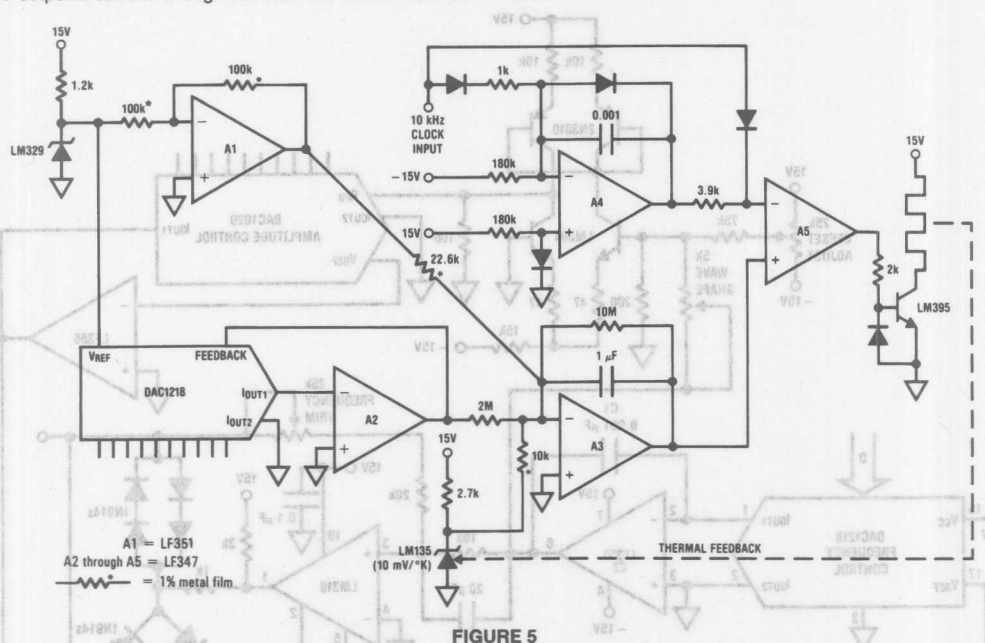 15V
1.2k
LM329
100k*
100k
*
−
+
A1
15V
10 kHz
CLOCK
INPUT
1k
0.001
−15V
180k
15V
180k
−
+
A4
3.9k
−
+
A5
15V
2k
LM395
22.6k
*
VREF
FEEDBACK
DAC1218
IOUT1
IOUT2
−
+
A2
2M
15V
2.7k
10k
*
10M
1 μF
−
+
A3
LM135
(10 mV/°K)
THERMAL FEEDBACK
A1 = LF351
A2 through A5 = LF347
* = 1% metal film
FIGURE 5